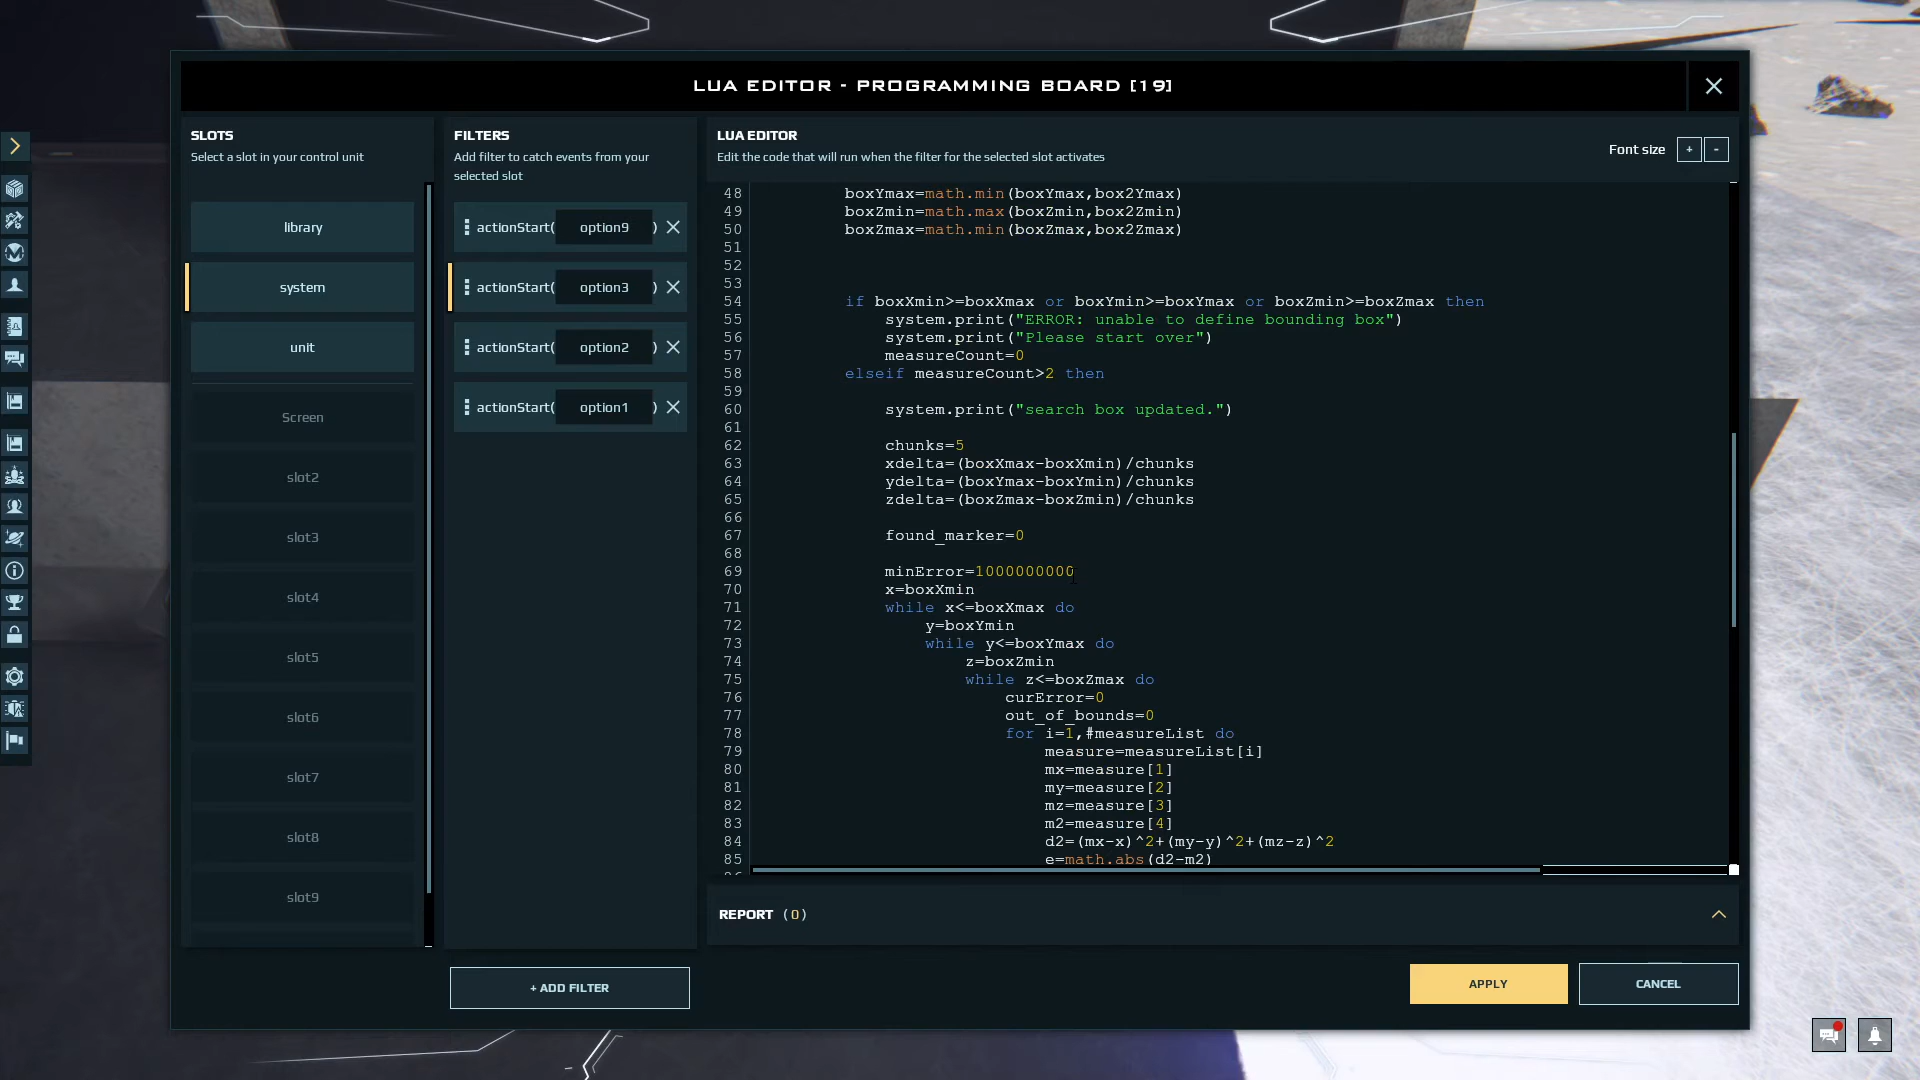 LUA EDITOR - PROGRAMMING BOARD [19]
SLOTS
Select a slot in your control unit
library
system
unit
Screen
slot2
slot3
slot4
slot5
slot6
slot7
slot8
slot9
FILTERS
Add filter to catch events from your
selected slot
actionStart( option9 )
actionStart( option3 )
actionStart( option2 )
actionStart( option1 )
+ ADD FILTER
LUA EDITOR
Edit the code that will run when the filter for the selected slot activates
Font size + -
48 boxYmax=math.min(boxYmax,box2Ymax)
49 boxZmin=math.max(boxZmin,box2Zmin)
50 boxZmax=math.min(boxZmax,box2Zmax)
51
52
53
54 if boxXmin>=boxXmax or boxYmin>=boxYmax or boxZmin>=boxZmax then
55 system.print("ERROR: unable to define bounding box")
56 system.print("Please start over")
57 measureCount=0
58 elseif measureCount>2 then
59
60 system.print("search box updated.")
61
62 chunks=5
63 xdelta=(boxXmax-boxXmin)/chunks
64 ydelta=(boxYmax-boxYmin)/chunks
65 zdelta=(boxZmax-boxZmin)/chunks
66
67 found_marker=0
68
69 minError=1000000000
70 x=boxXmin
71 while x<=boxXmax do
72 y=boxYmin
73 while y<=boxYmax do
74 z=boxZmin
75 while z<=boxZmax do
76 curError=0
77 out_of_bounds=0
78 for i=1,#measureList do
79 measure=measureList[i]
80 mx=measure[1]
81 my=measure[2]
82 mz=measure[3]
83 m2=measure[4]
84 d2=(mx-x)^2+(my-y)^2+(mz-z)^2
85 e=math.abs(d2-m2)
REPORT (0)
APPLY
CANCEL